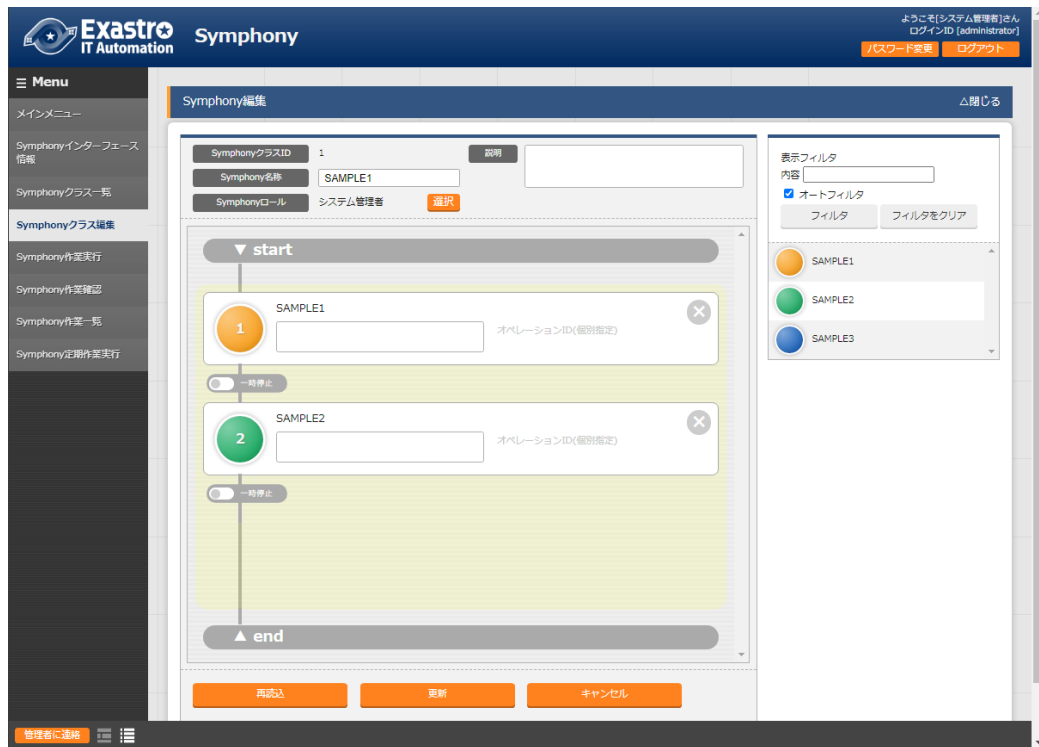 Exastro
IT Automation
Symphony
ようこそ[システム管理者]さん
ログインID [administrator]
パスワード変更
ログアウト
Menu
メインメニュー
Symphonyインターフェース
情報
Symphonyクラス一覧
Symphonyクラス編集
Symphony作業実行
Symphony作業確認
Symphony作業一覧
Symphony定期作業実行
Symphony編集
△閉じる
SymphonyクラスID 1 説明
Symphony名称 SAMPLE1
Symphonyロール システム管理者 選択
▼ start
SAMPLE1
1
オペレーションID(個別指定)
一時停止
SAMPLE2
2
オペレーションID(個別指定)
一時停止
▲ end
再読込
更新
キャンセル
表示フィルタ
内容
オートフィルタ
フィルタ
フィルタをクリア
SAMPLE1
SAMPLE2
SAMPLE3
管理者に連絡